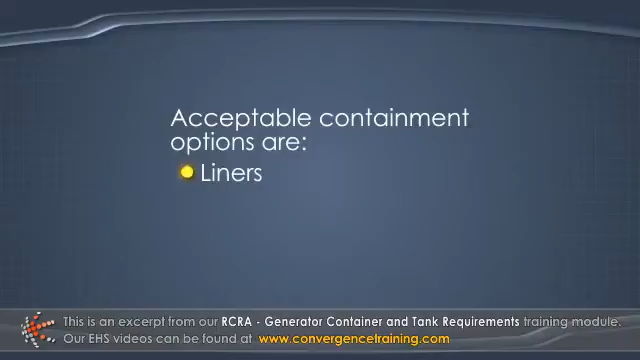 Acceptable containment
options are:
Liners
This is an excerpt from our RCRA - Generator Container and Tank Requirements training module.
Our EHS videos can be found at www.convergencetraining.com